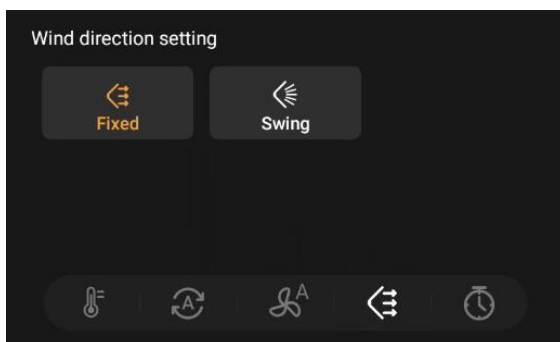 Wind direction setting
Fixed
Swing
A
A